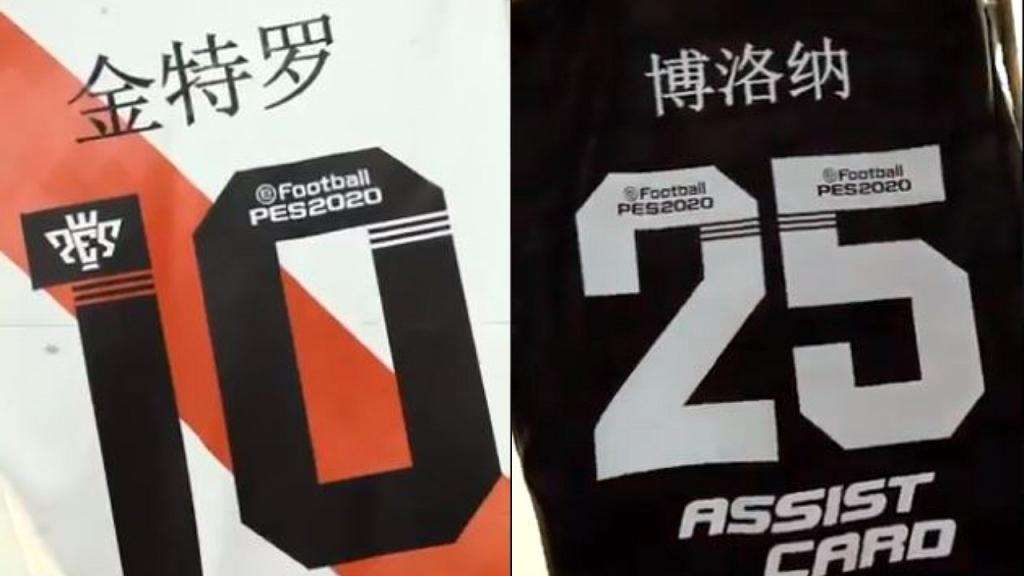 金特罗
PES
eFootball
PES2020
10
博洛纳
eFootball
PES2020
eFootball
PES2020
25
ASSIST
CARD